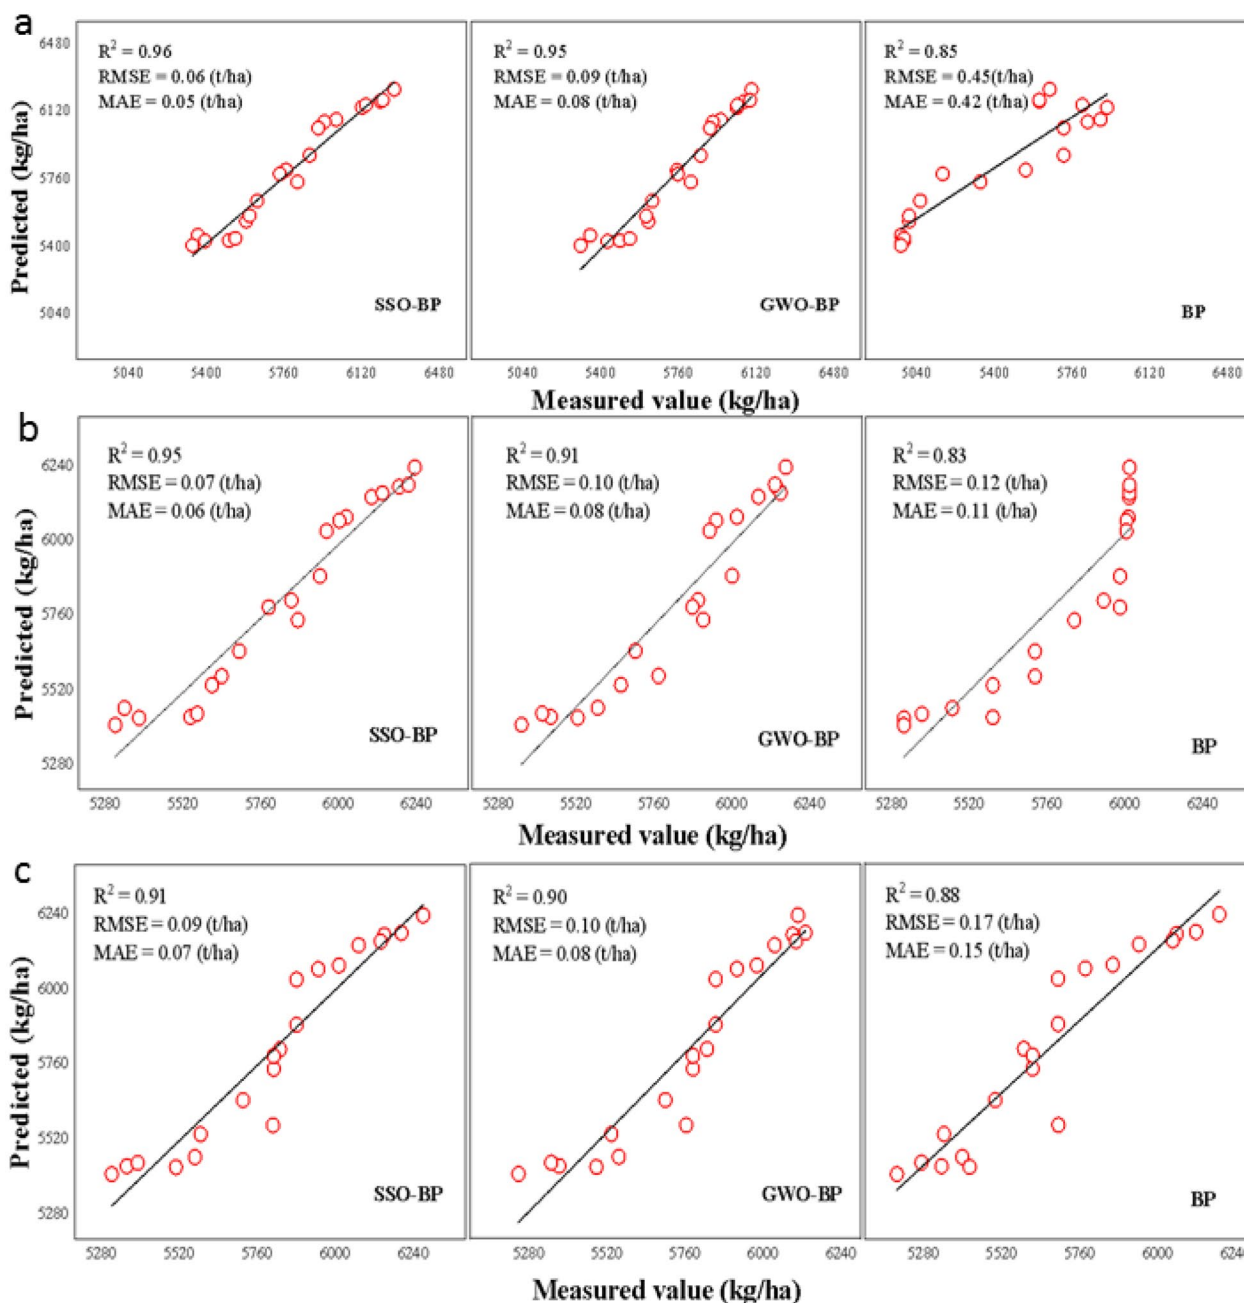 a
6480
6120
5760
5400
5040
Predicted (kg/ha)
R² = 0.96
RMSE = 0.06 (t/ha)
MAE = 0.05 (t/ha)
SSO-BP
R² = 0.95
RMSE = 0.09 (t/ha)
MAE = 0.08 (t/ha)
GWO-BP
R² = 0.85
RMSE = 0.45(t/ha)
MAE = 0.42(t/ha)
BP
5040 5400 5760 6120 6480
5040 5400 5760 6120 6480
5040 5400 5760 6120 6480
Measured value (kg/ha)
b
6240
6000
5760
5520
5280
Predicted (kg/ha)
R² = 0.95
RMSE = 0.07 (t/ha)
MAE = 0.06 (t/ha)
SSO-BP
R² = 0.91
RMSE = 0.10 (t/ha)
MAE = 0.08 (t/ha)
GWO-BP
R² = 0.83
RMSE = 0.12 (t/ha)
MAE = 0.11 (t/ha)
BP
5280 5520 5760 6000 6240
5280 5520 5760 6000 6240
5280 5520 5760 6000 6240
Measured value (kg/ha)
c
6240
6000
5760
5520
5280
Predicted (kg/ha)
R² = 0.91
RMSE = 0.09 (t/ha)
MAE = 0.07 (t/ha)
SSO-BP
R² = 0.90
RMSE = 0.10 (t/ha)
MAE = 0.08 (t/ha)
GWO-BP
R² = 0.88
RMSE = 0.17 (t/ha)
MAE = 0.15 (t/ha)
BP
5280 5520 5760 6000 6240
5280 5520 5760 6000 6240
5280 5520 5760 6000 6240
Measured value (kg/ha)